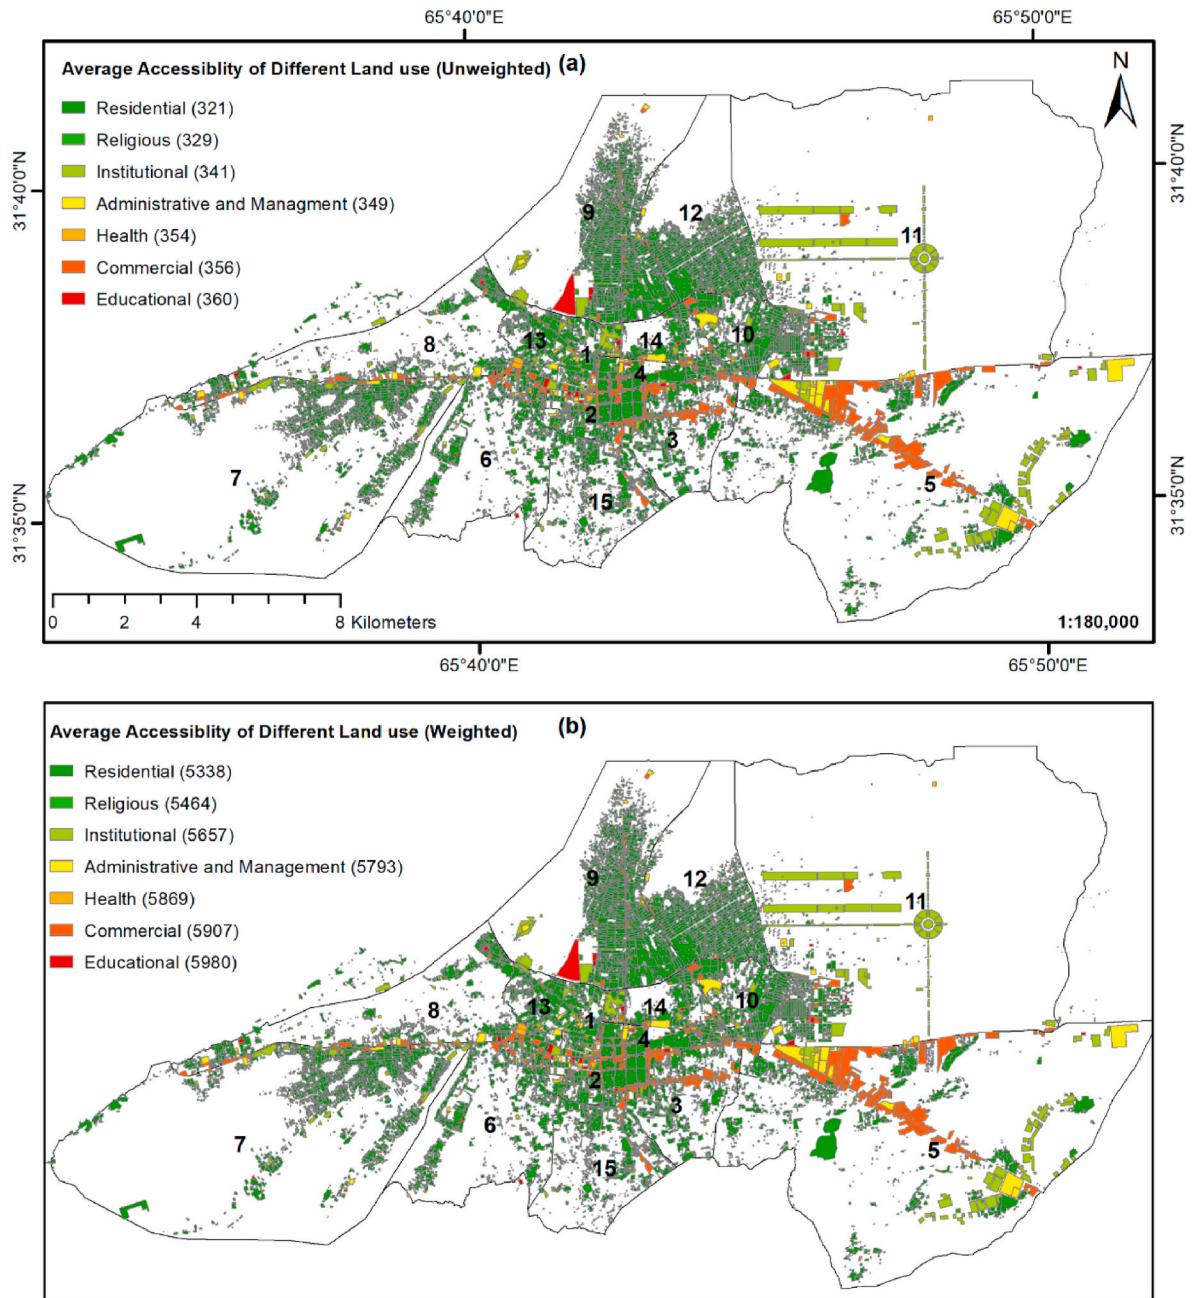 65°40'0"E 65°50'0"E
Average Accessiblity of Different Land use (Unweighted) (a)
N
Residential (321)
Religious (329)
Institutional (341)
Administrative and Managment (349)
Health (354)
Commercial (356)
Educational (360)
31°40'0"N
31°35'0"N
31°40'0"N
31°35'0"N
9
12
11
8
13
14
10
1
4
2
3
7
6
5
15
0 2 4 8 Kilometers
1:180,000
65°40'0"E 65°50'0"E
Average Accessiblity of Different Land use (Weighted) (b)
Residential (5338)
Religious (5464)
Institutional (5657)
Administrative and Management (5793)
Health (5869)
Commercial (5907)
Educational (5980)
9
12
11
8
13
14
10
1
4
2
3
6
7
5
15